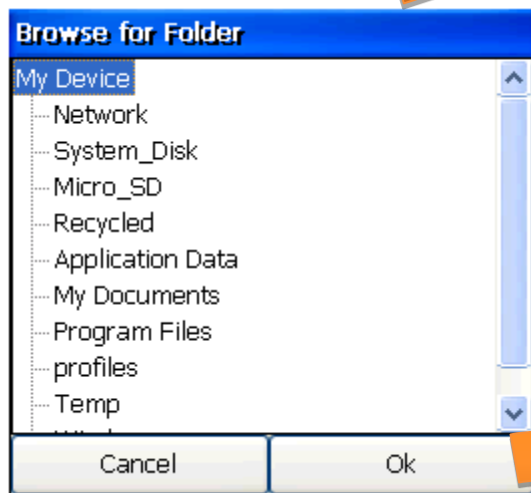 Browse for Folder
My Device
Network
System_Disk
Micro_SD
Recycled
Application Data
My Documents
Program Files
profiles
Temp
Cancel
Ok